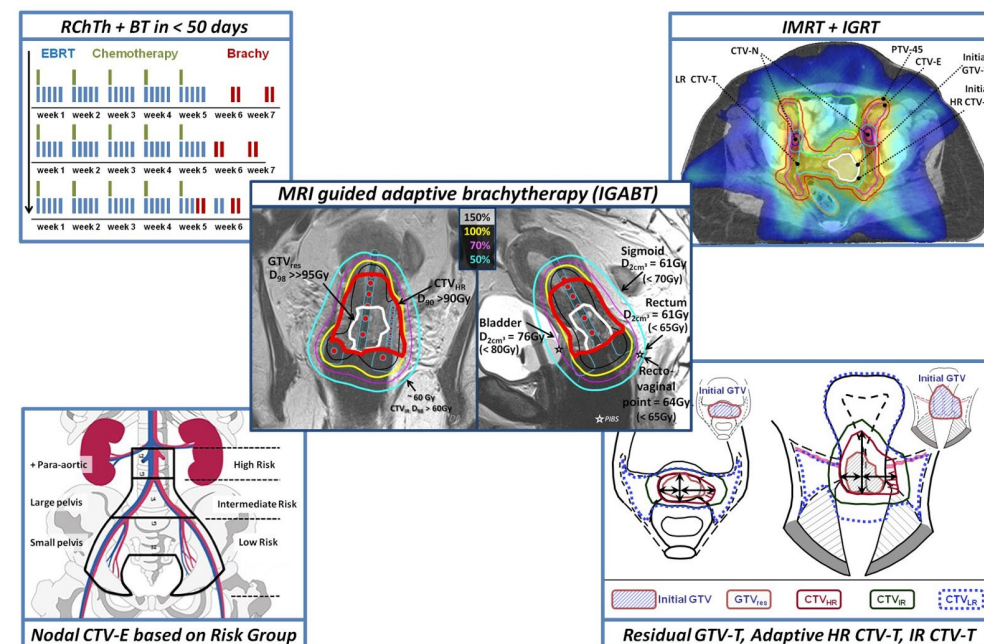 RChTh + BT in < 50 days
EBRT Chemotherapy Brachy
week 1 week 2 week 3 week 4 week 5 week 6 week 7
week 1 week 2 week 3 week 4 week 5 week 6 week 7
week 1 week 2 week 3 week 4 week 5 week 6
IMRT + IGRT
CTV-N
PTV-45
CTV-E
Initial
GTV-T
LR CTV-T
HR CTV-
MRI guided adaptive brachytherapy (IGABT)
150%
100%
70%
50%
GTVres
D98 >>95Gy
CTVHR
D90 >90Gy
~ 60 Gy
CTVIR D98 > 60Gy
Sigmoid
D2cm³ = 61Gy
(< 70Gy)
Rectum
D2cm³ = 61Gy
(< 65Gy)
Bladder
D2cm³ = 76Gy
(< 80Gy)
Recto-
vaginal
point = 64Gy
(< 65Gy)
☆PIBS
+ Para-aortic
High Risk
Large pelvis
Intermediate Risk
Small pelvis
Low Risk
Nodal CTV-E based on Risk Group
Initial GTV
Initial GTV
Initial GTV GTVres CTVHR CTVIR CTVLR
Residual GTV-T, Adaptive HR CTV-T, IR CTV-T